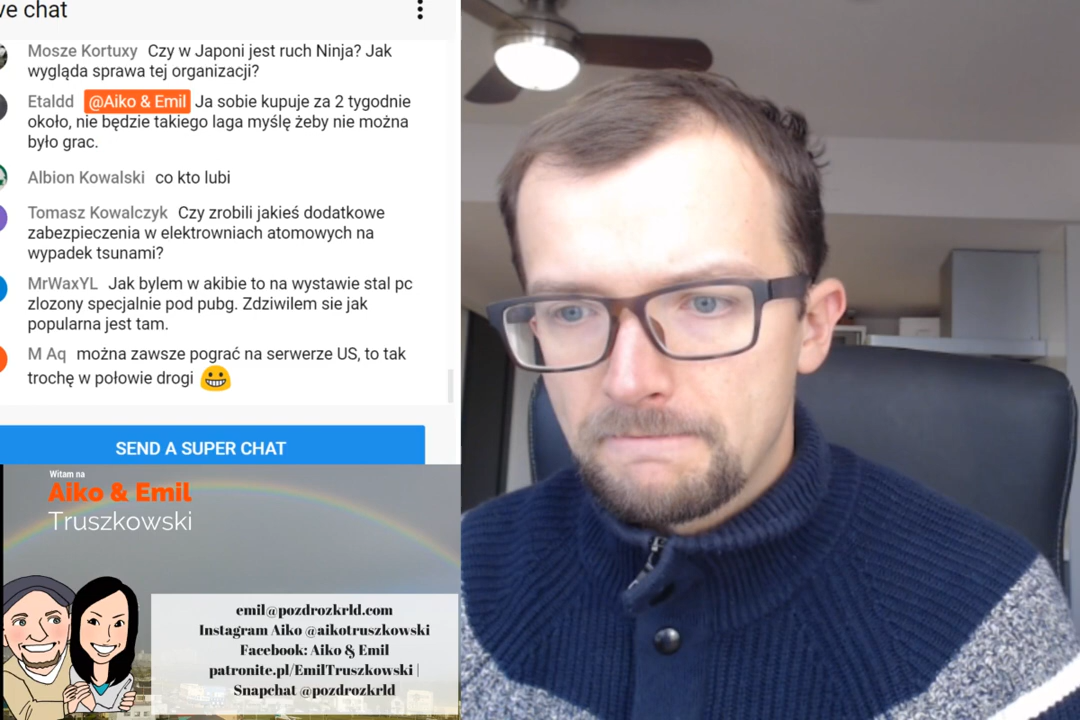 ve chat
Mosze Kortuxy Czy w Japoni jest ruch Ninja? Jak
wygląda sprawa tej organizacji?
Etaldd @Aiko & Emil Ja sobie kupuje za 2 tygodnie
około, nie będzie takiego laga myślę żeby nie można
było grac.
Albion Kowalski co kto lubi
Tomasz Kowalczyk Czy zrobili jakieś dodatkowe
zabezpieczenia w elektrowniach atomowych na
wypadek tsunami?
MrWaxYL Jak bylem w akibie to na wystawie stal pc
zlozony specjalnie pod pubg. Zdziwilem sie jak
popularna jest tam.
M Aq można zawsze pograć na serwerze US, to tak
trochę w połowie drogi 😀
SEND A SUPER CHAT
Witam na
Aiko & Emil
Truszkowski
emil@pozdrozkrld.com
Instagram Aiko @aikotruszkowski
Facebook: Aiko & Emil
patronite.pl/EmilTruszkowski |
Snapchat @pozdrozkrld